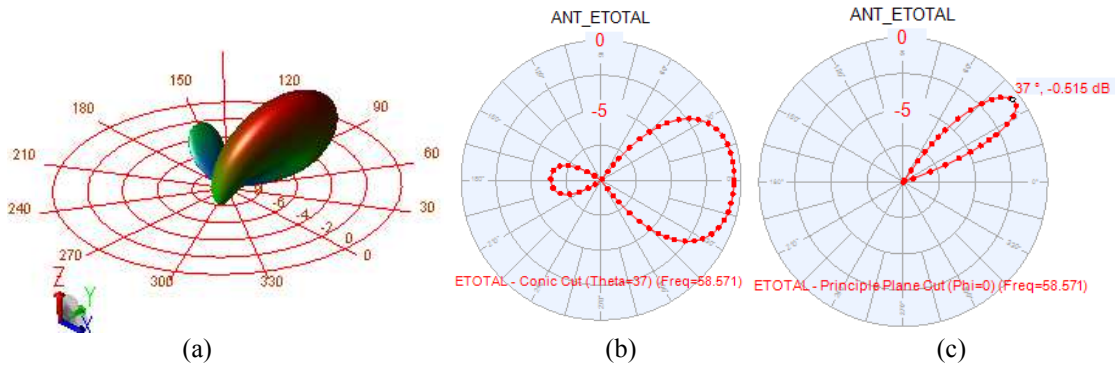 ANT_ETOTAL
ANT_ETOTAL
0
0
-5
-5
37 °, -0.515 dB
150
120
180
90
210
60
240
30
270
0
300
330
-6
-4
-2
0
Z
Y
X
ETOTAL - Conic Cut (Theta=37) (Freq=58.571)
ETOTAL - Principle Plane Cut (Phi=0) (Freq=58.571)
(a)
(b)
(c)